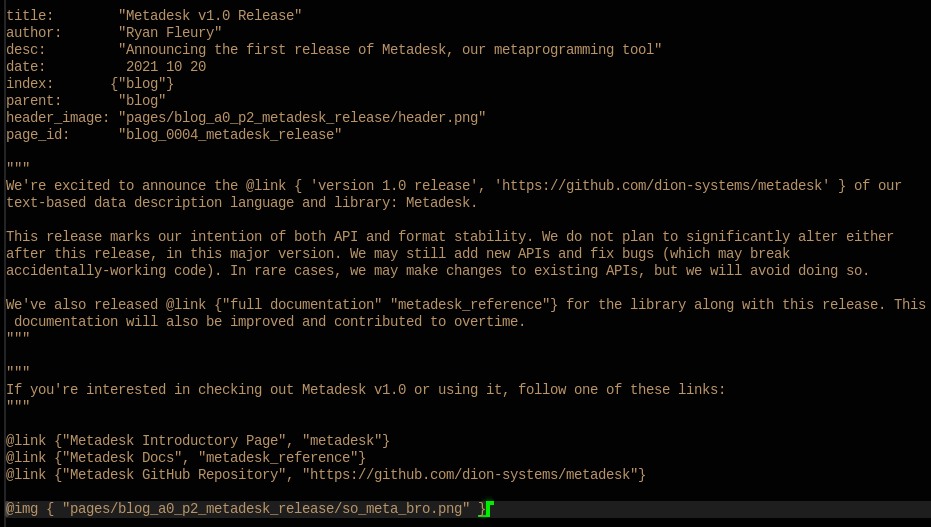 title:        "Metadesk v1.0 Release"
author:       "Ryan Fleury"
desc:         "Announcing the first release of Metadesk, our metaprogramming tool"
date:          2021 10 20
index:       {"blog"}
parent:       "blog"
header_image: "pages/blog_a0_p2_metadesk_release/header.png"
page_id:      "blog_0004_metadesk_release"

"""
We're excited to announce the @link { 'version 1.0 release', 'https://github.com/dion-systems/metadesk' } of our
text-based data description language and library: Metadesk.

This release marks our intention of both API and format stability. We do not plan to significantly alter either
after this release, in this major version. We may still add new APIs and fix bugs (which may break
accidentally-working code). In rare cases, we may make changes to existing APIs, but we will avoid doing so.

We've also released @link {"full documentation" "metadesk_reference"} for the library along with this release. This
 documentation will also be improved and contributed to overtime.
"""

"""
If you're interested in checking out Metadesk v1.0 or using it, follow one of these links:
"""

@link {"Metadesk Introductory Page", "metadesk"}
@link {"Metadesk Docs", "metadesk_reference"}
@link {"Metadesk GitHub Repository", "https://github.com/dion-systems/metadesk"}

@img { "pages/blog_a0_p2_metadesk_release/so_meta_bro.png" }